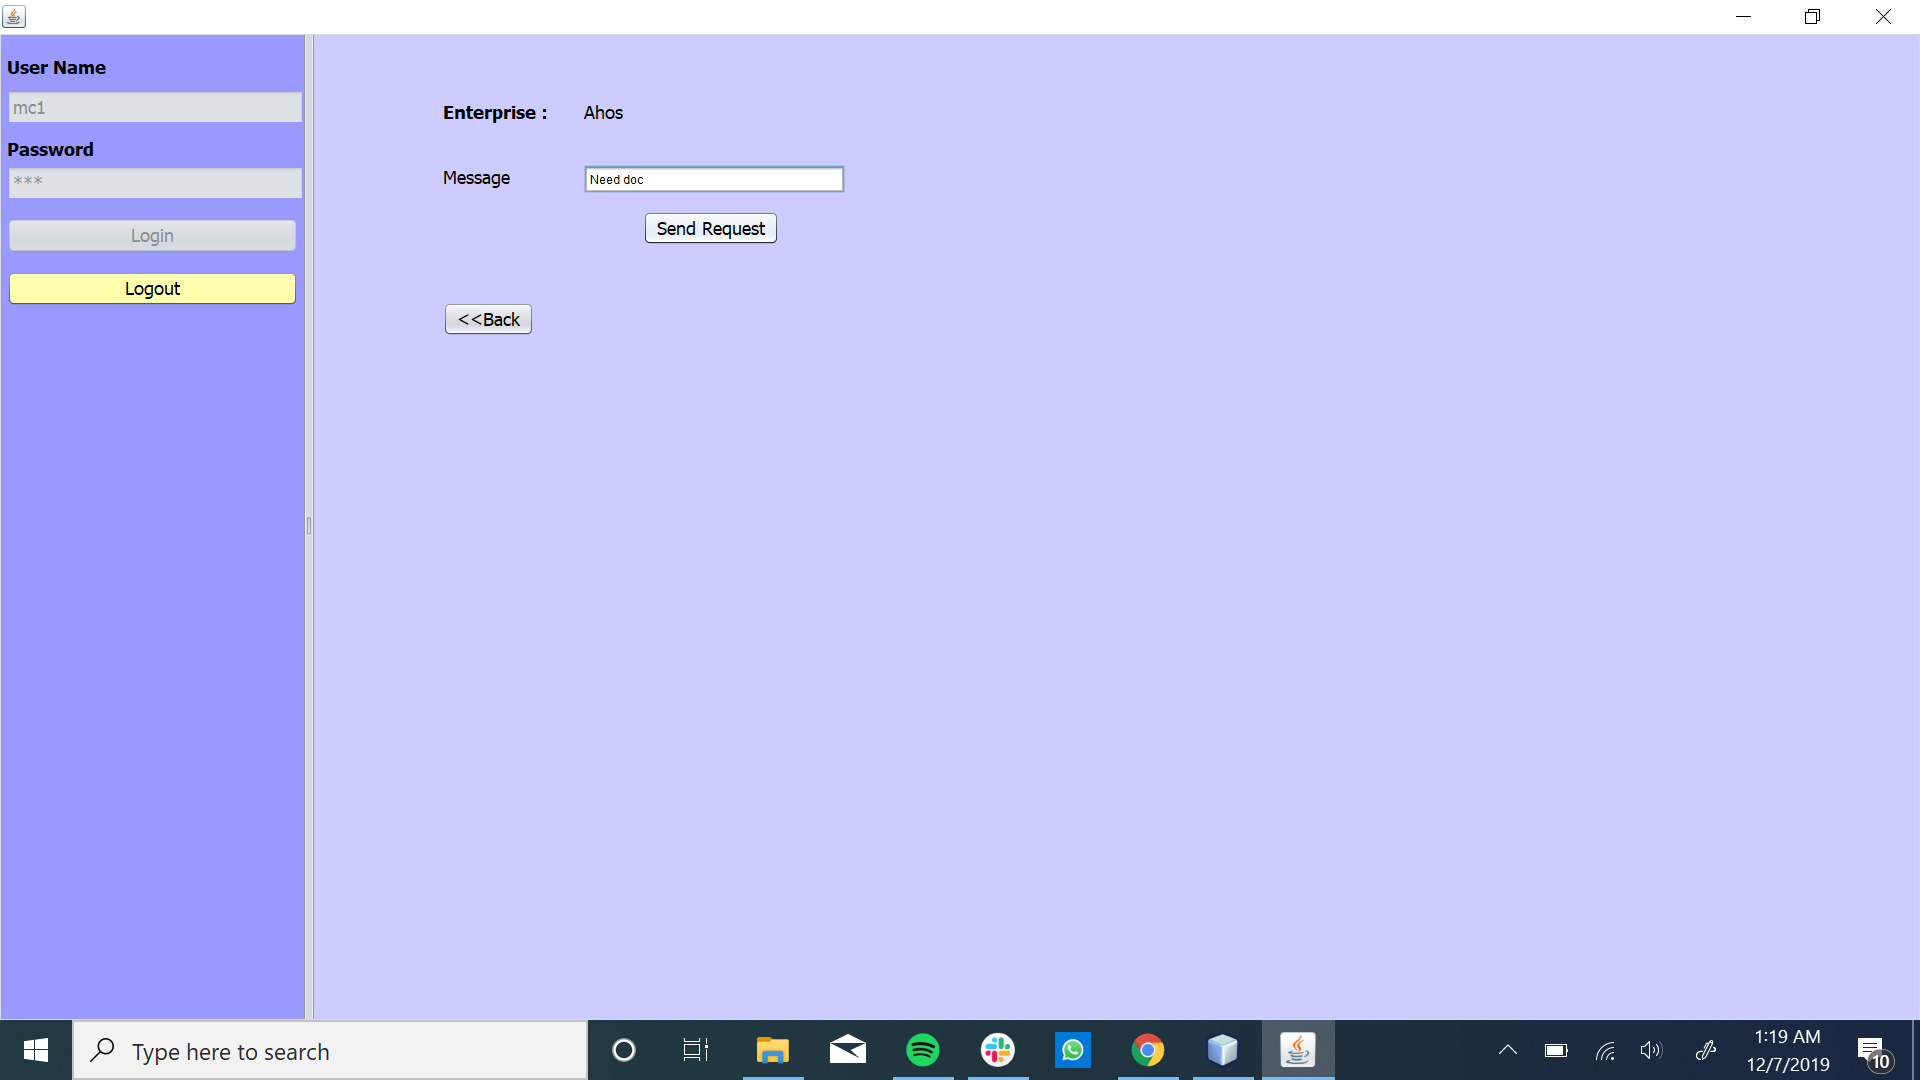 User Name
mc1
Password
***
Login
Logout
Enterprise : Ahos
Message Need doc
Send Request
<<Back
Type here to search
1:19 AM
12/7/2019
10